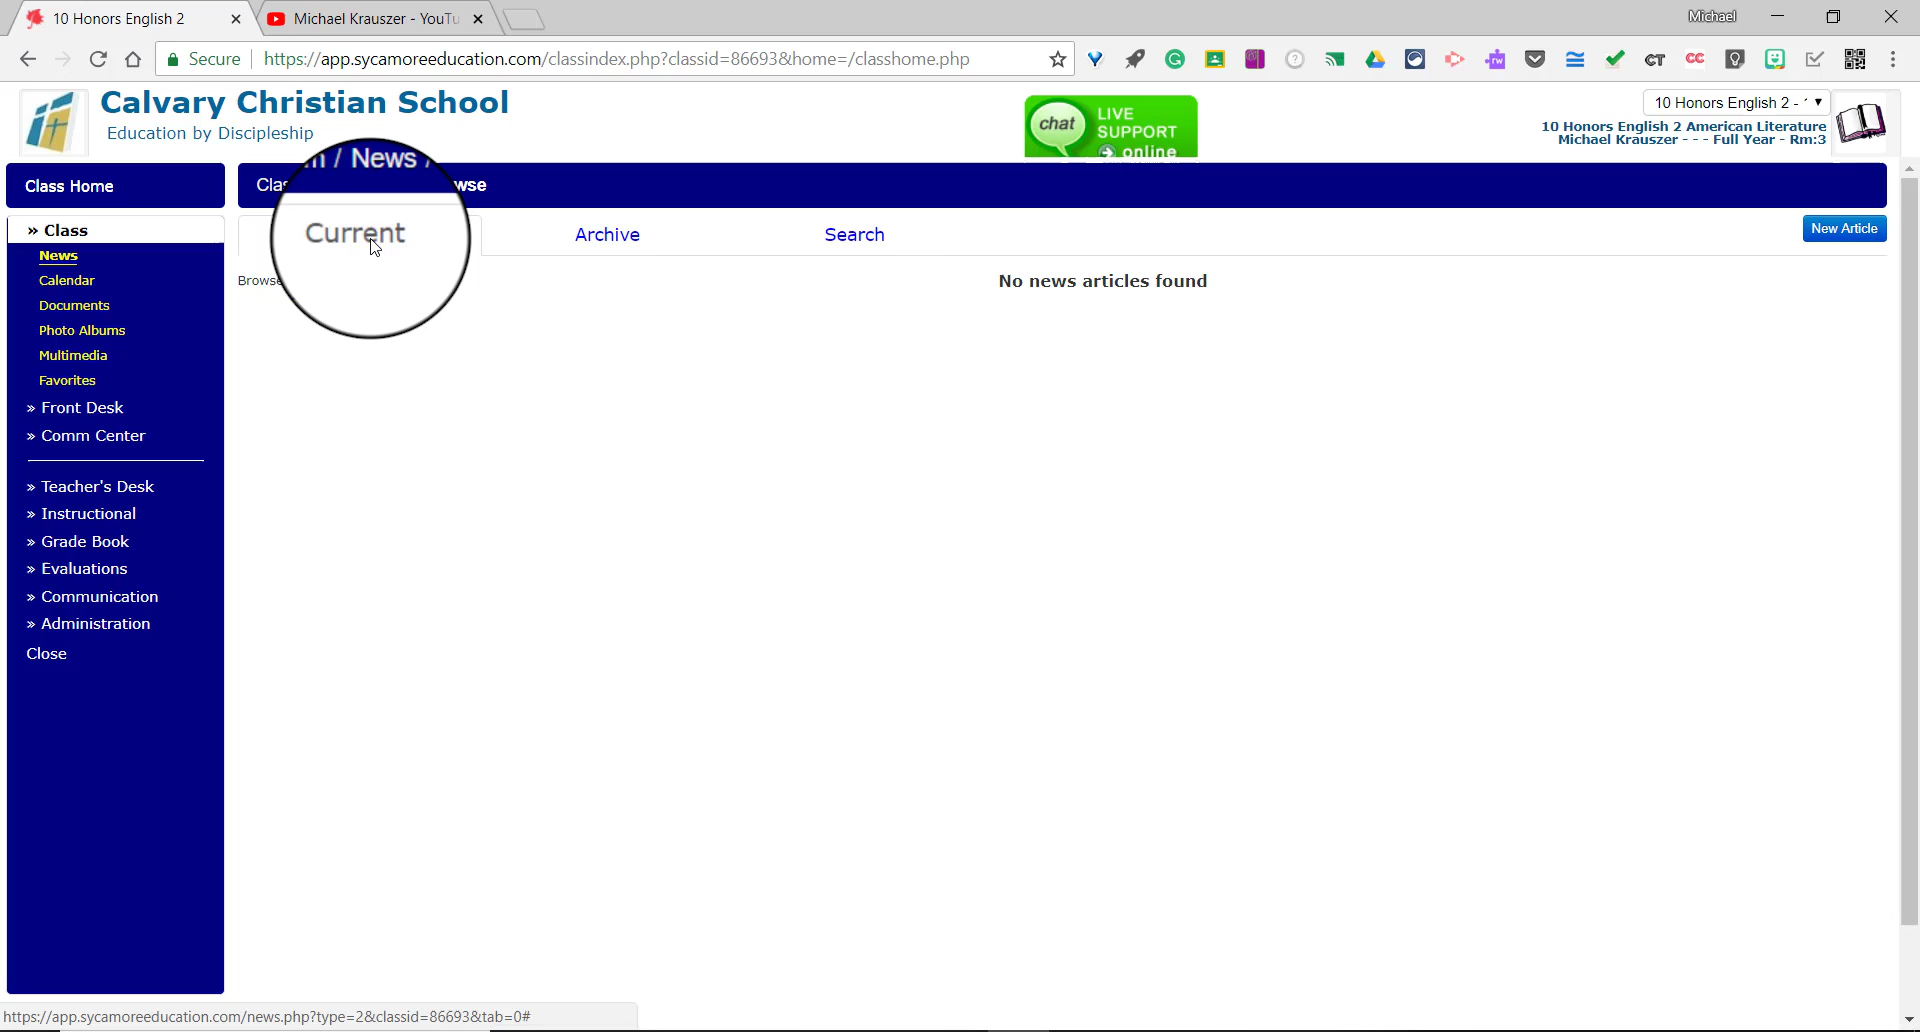 10 Honors English 2
Michael Krauszer - YouTu
Michael
Secure
https://app.sycamoreeducation.com/classindex.php?classid=86693&home=/classhome.php
Calvary Christian School
Education by Discipleship
chat
LIVE
SUPPORT
online
10 Honors English 2 -
10 Honors English 2 American Literature
Michael Krauszer - - - Full Year - Rm:3
Class Home
/ News /
Current
Archive
Search
New Article
No news articles found
» Class
News
Calendar
Documents
Photo Albums
Multimedia
Favorites
» Front Desk
» Comm Center
» Teacher's Desk
» Instructional
» Grade Book
» Evaluations
» Communication
» Administration
Close
https://app.sycamoreeducation.com/news.php?type=2&classid=86693&tab=0#